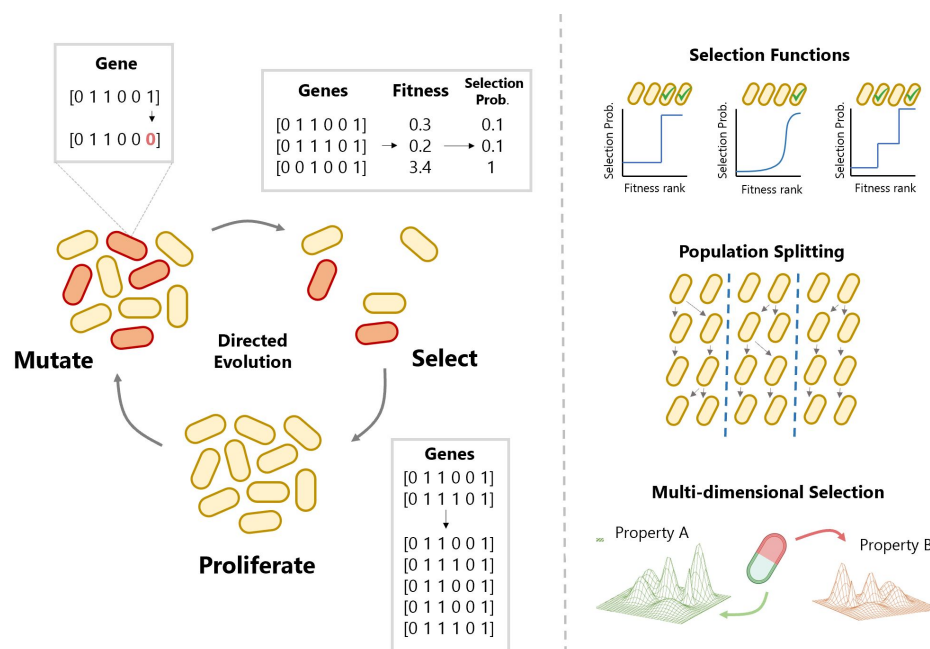 Gene
[0 1 1 0 0 1]
[0 1 1 0 0 0]
Genes Fitness Selection Prob.
[0 1 1 0 0 1] 0.3 0.1
[0 1 1 1 0 1] 0.2 0.1
[0 0 1 0 0 1] 3.4 1
Mutate
Directed
Evolution
Select
Proliferate
Genes
[0 1 1 0 0 1]
[0 1 1 1 0 1]
[0 1 1 0 0 1]
[0 1 1 1 0 1]
[0 1 1 0 0 1]
[0 1 1 0 0 1]
[0 1 1 1 0 1]
Selection Functions
Selection Prob.
Fitness rank
Selection Prob.
Fitness rank
Selection Prob.
Fitness rank
Population Splitting
Multi-dimensional Selection
Property A
Property B